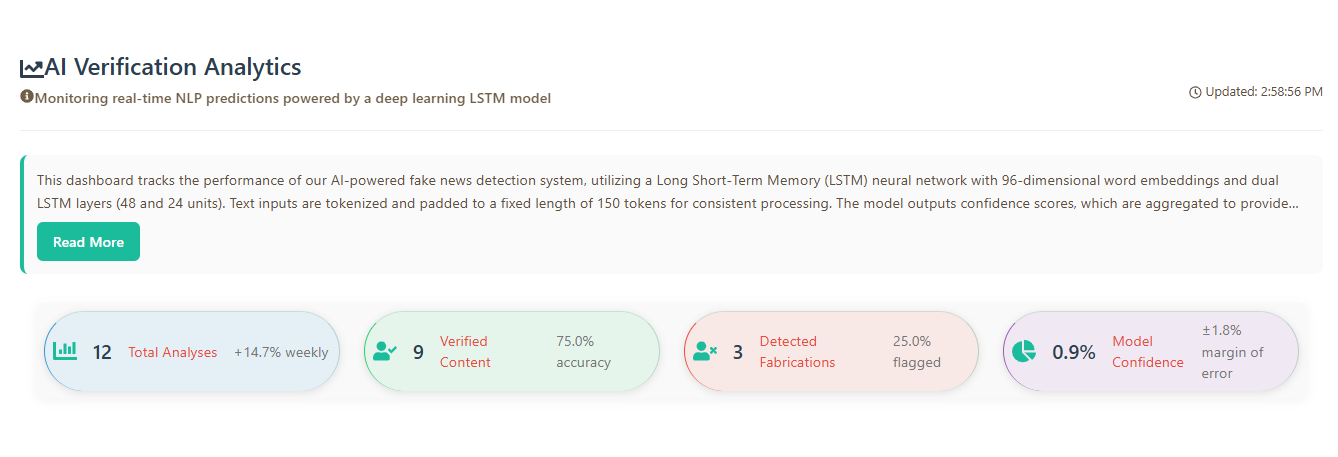 AI Verification Analytics
Monitoring real-time NLP predictions powered by a deep learning LSTM model
Updated: 2:58:56 PM
This dashboard tracks the performance of our AI-powered fake news detection system, utilizing a Long Short-Term Memory (LSTM) neural network with 96-dimensional word embeddings and dual
LSTM layers (48 and 24 units). Text inputs are tokenized and padded to a fixed length of 150 tokens for consistent processing. The model outputs confidence scores, which are aggregated to provide...
Read More
12 Total Analyses +14.7% weekly
9
Verified
Content
75.0%
accuracy
3
Detected
Fabrications
25.0%
flagged
0.9%
Model
Confidence
±1.8%
margin of
error